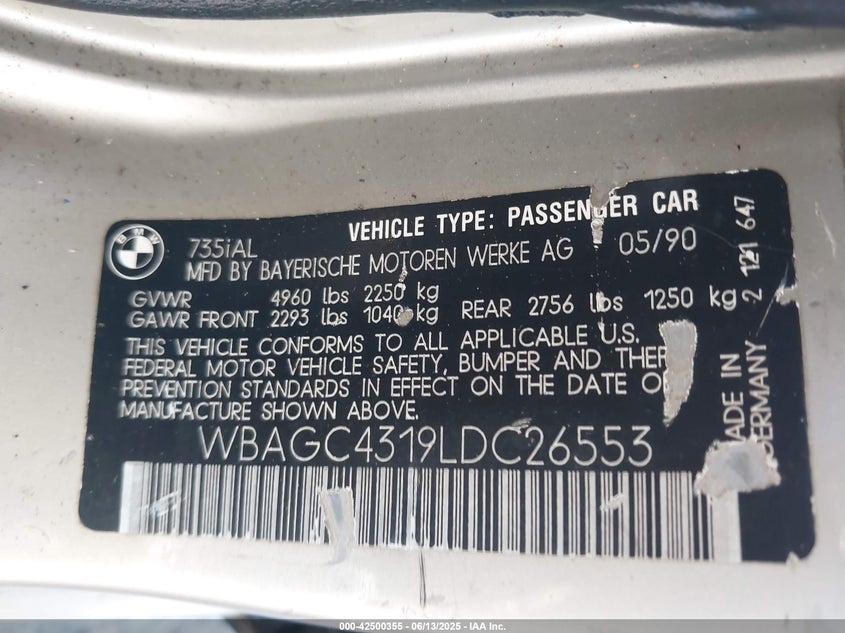 BMW
VEHICLE TYPE: PASSENGER CAR
735iAL
MFD BY BAYERISCHE MOTOREN WERKE AG 05/90
GVWR 4960 lbs 2250 kg
GAWR FRONT 2293 lbs 1040 kg REAR 2756 lbs 1250 kg
THIS VEHICLE CONFORMS TO ALL APPLICABLE U.S.
FEDERAL MOTOR VEHICLE SAFETY, BUMPER AND THEF
PREVENTION STANDARDS IN EFFECT ON THE DATE O
MANUFACTURE SHOWN ABOVE.
WBAGC4319LDC26553
2 121 647
MADE IN
GERMANY
000-42500355 | 06/13/2025 | IAA Inc.